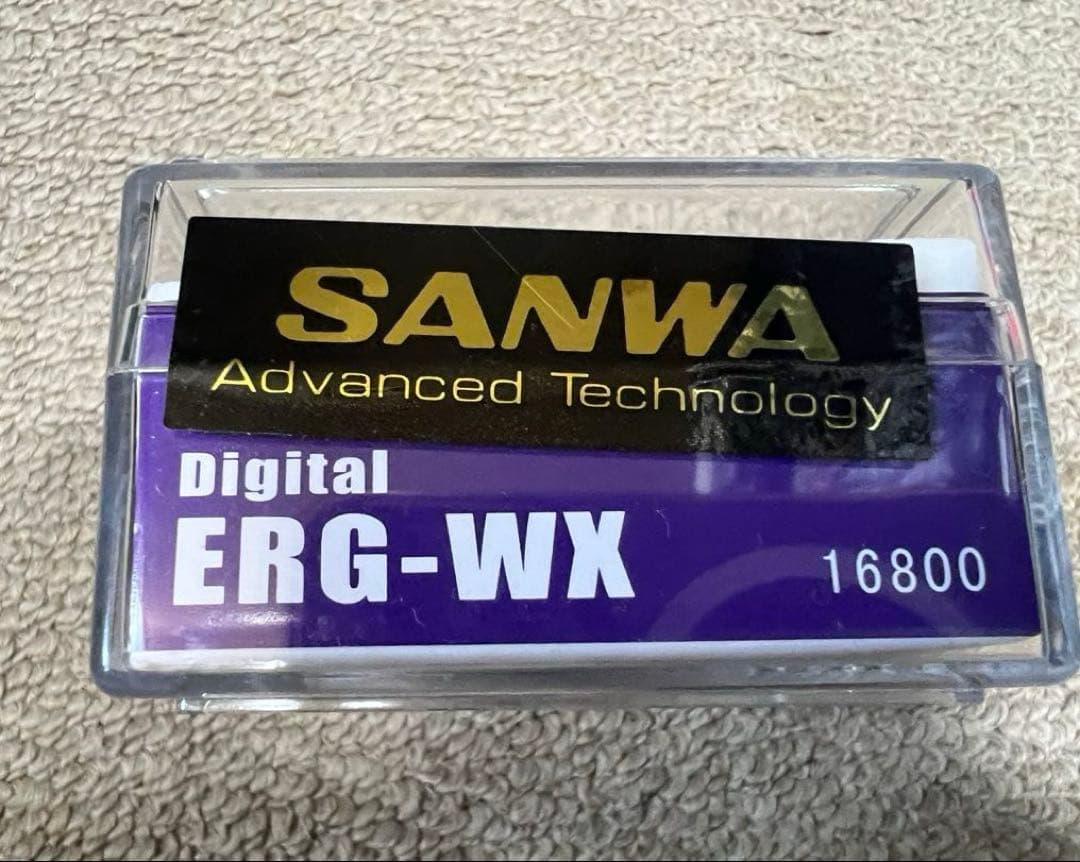 SANWA
Advanced Technology
Digital
ERG-WX
16800